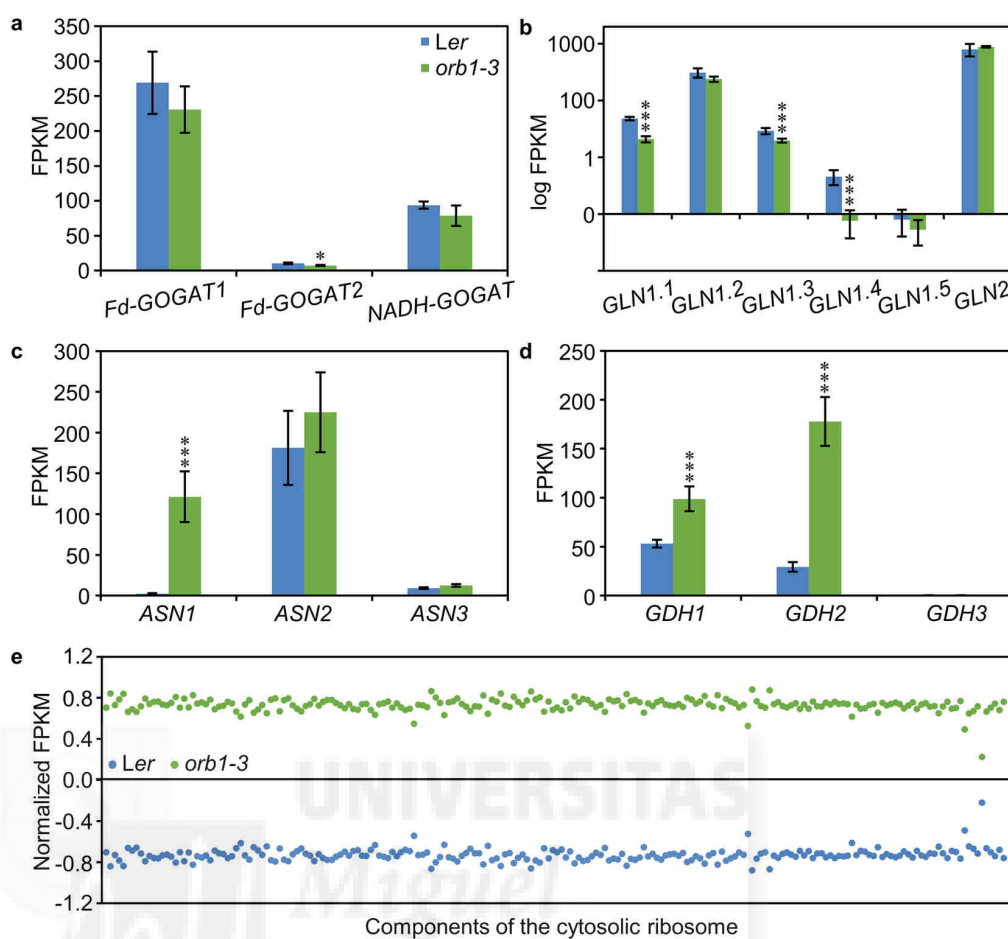 a
350
300
250
200
150
100
50
0
FPKM
Ler
orb1-3
***
*
Fd-GOGAT1
Fd-GOGAT2
NADH-GOGAT
b
1000
100
1
0
log FPKM
***
***
***
GLN1.1
GLN1.2
GLN1.3
GLN1.4
GLN1.5
GLN2
c
300
250
200
150
100
50
0
FPKM
***
ASN1
ASN2
ASN3
d
250
200
150
100
50
0
FPKM
***
***
GDH1
GDH2
GDH3
e
1.2
0.8
0.4
0.0
-0.4
-0.8
-1.2
Normalized FPKM
Ler
orb1-3
UNIVERSITAS
Miguel
Components of the cytosolic ribosome